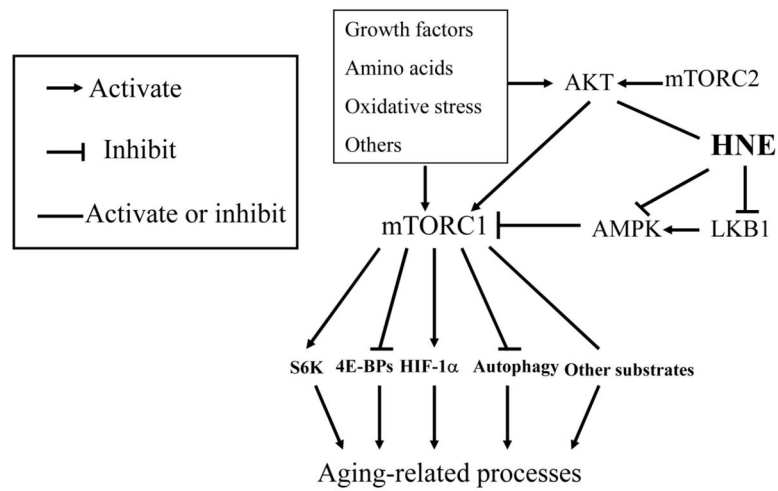 Growth factors
Amino acids
Oxidative stress
Others
Activate
Inhibit
Activate or inhibit
AKT
mTORC2
HNE
mTORC1
AMPK
LKB1
S6K
4E-BPs
HIF-1α
Autophagy
Other substrates
Aging-related processes